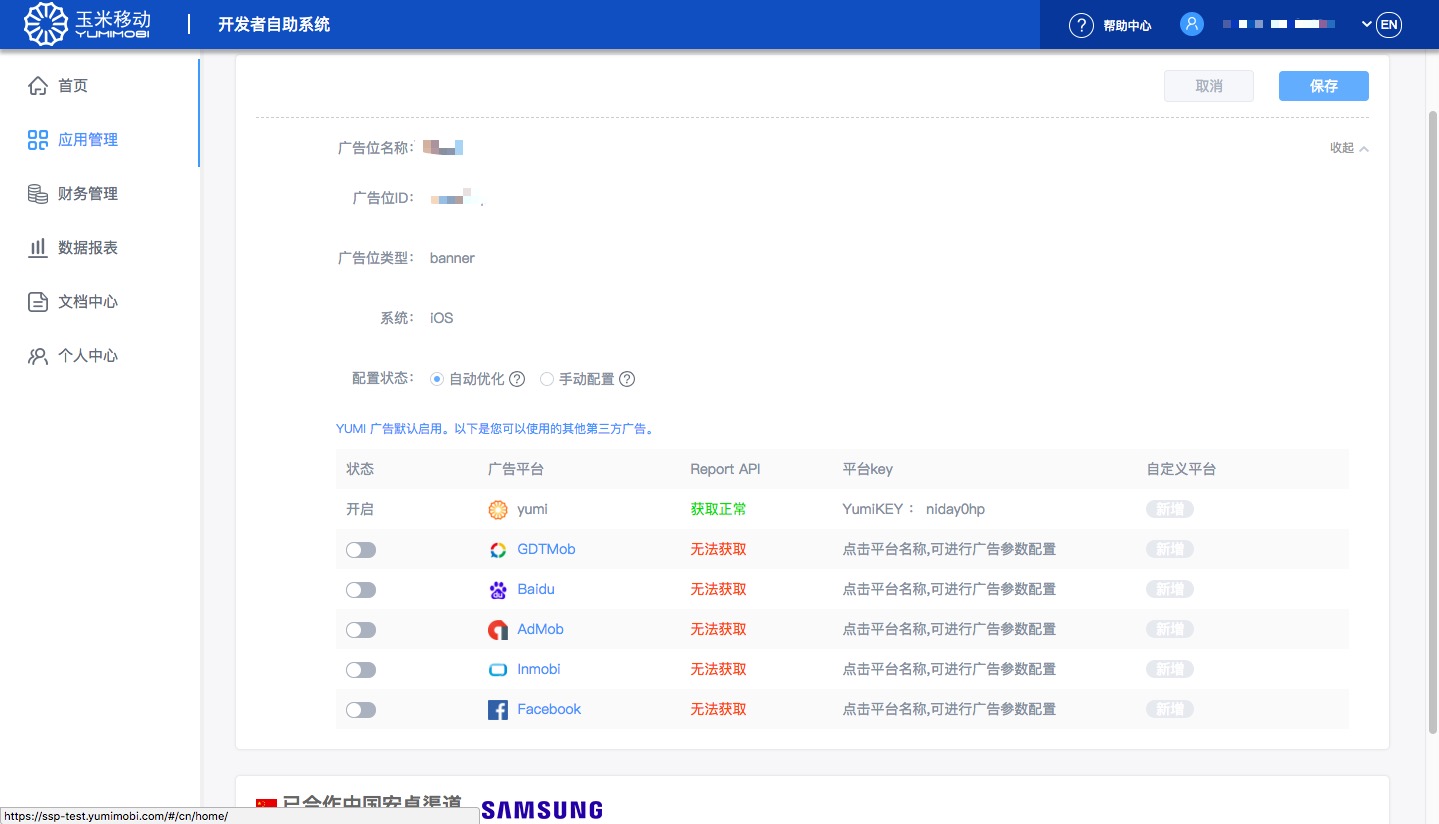 玉米移动
YUMIMOBI
开发者自助系统
? 帮助中心
EN
首页
应用管理
财务管理
数据报表
文档中心
个人中心
取消
保存
广告位名称:
收起
广告位ID:
广告位类型: banner
系统: iOS
配置状态: 自动优化 ? 手动配置 ?
YUMI 广告默认启用。以下是您可以使用的其他第三方广告。
状态 广告平台 Report API 平台key 自定义平台
开启 yumi 获取正常 YumiKEY : niday0hp 新增
GDTMob 无法获取 点击平台名称,可进行广告参数配置 新增
Baidu 无法获取 点击平台名称,可进行广告参数配置 新增
AdMob 无法获取 点击平台名称,可进行广告参数配置 新增
Inmobi 无法获取 点击平台名称,可进行广告参数配置 新增
Facebook 无法获取 点击平台名称,可进行广告参数配置 新增
已合作中国安卓渠道
SAMSUNG
https://ssp-test.yumimobi.com/#/cn/home/